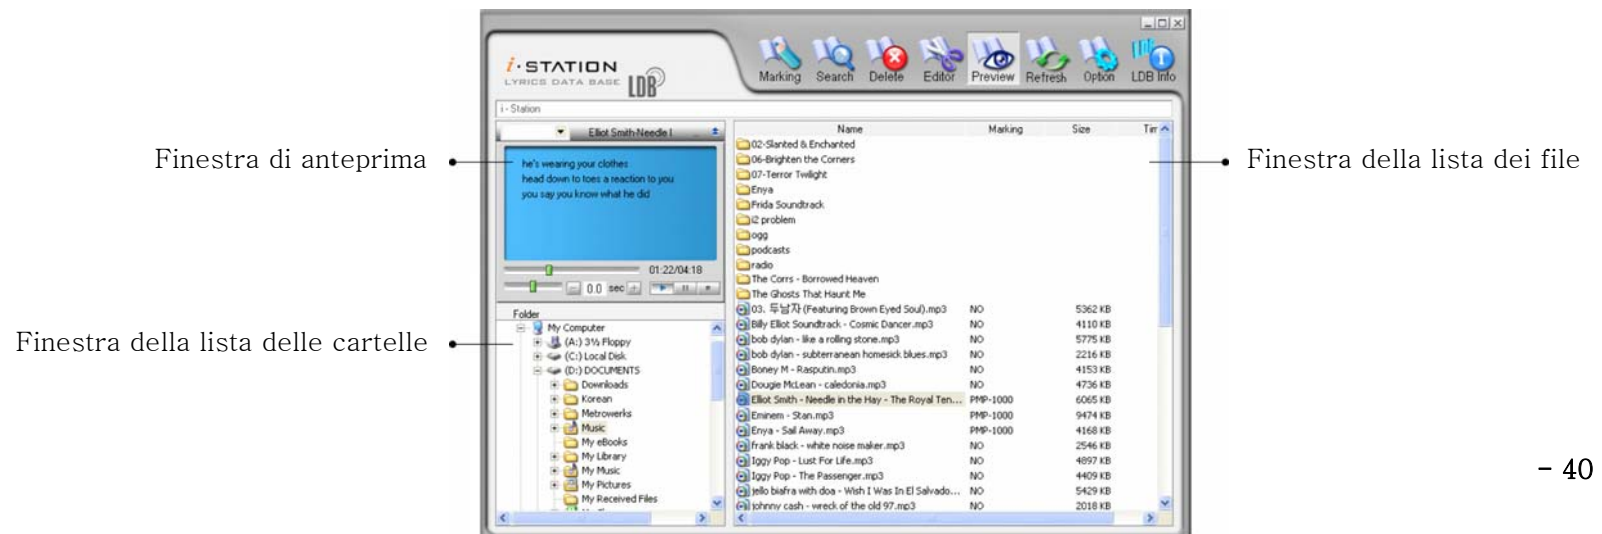 i·STATION
LYRICS DATA BASE LDB
Marking Search Delete Editor Preview Refresh Option LDB Info
i - Station
Elliot Smith-Needle I
Finestra di anteprima
he's wearing your clothes
head down to toes a reaction to you
you say you know what he did
01:22/04:18
0.0 sec
Finestra della lista delle cartelle
Folder
My Computer
(A:) 3½ Floppy
(C:) Local Disk
(D:) DOCUMENTS
Downloads
Korean
Metrowerks
Music
My eBooks
My Library
My Music
My Pictures
My Received Files
Name Marking Size
02-Slanted & Enchanted
06-Brighten the Corners
07-Terror Twilight
Enya
Frida Soundtrack
i2 problem
ogg
podcasts
radio
The Corrs - Borrowed Heaven
The Ghosts That Haunt Me
03. 두남자 (Featuring Brown Eyed Soul).mp3 NO 5362 KB
Billy Elliot Soundtrack - Cosmic Dancer.mp3 NO 4110 KB
bob dylan - like a rolling stone.mp3 NO 5775 KB
bob dylan - subterranean homesick blues.mp3 NO 2216 KB
Boney M - Rasputin.mp3 NO 4153 KB
Dougie McLean - caledonia.mp3 NO 4736 KB
Elliot Smith - Needle in the Hay - The Royal Ten... PMP-1000 6065 KB
Eminem - Stan.mp3 PMP-1000 9474 KB
Enya - Sail Away.mp3 PMP-1000 4168 KB
frank black - white noise maker.mp3 NO 2546 KB
Iggy Pop - Lust For Life.mp3 NO 4897 KB
Iggy Pop - The Passenger.mp3 NO 4409 KB
jello biafra with doa - Wish I Was In El Salvado... NO 5429 KB
johnny cash - wreck of the old 97.mp3 NO 2018 KB
Finestra della lista dei file
- 40